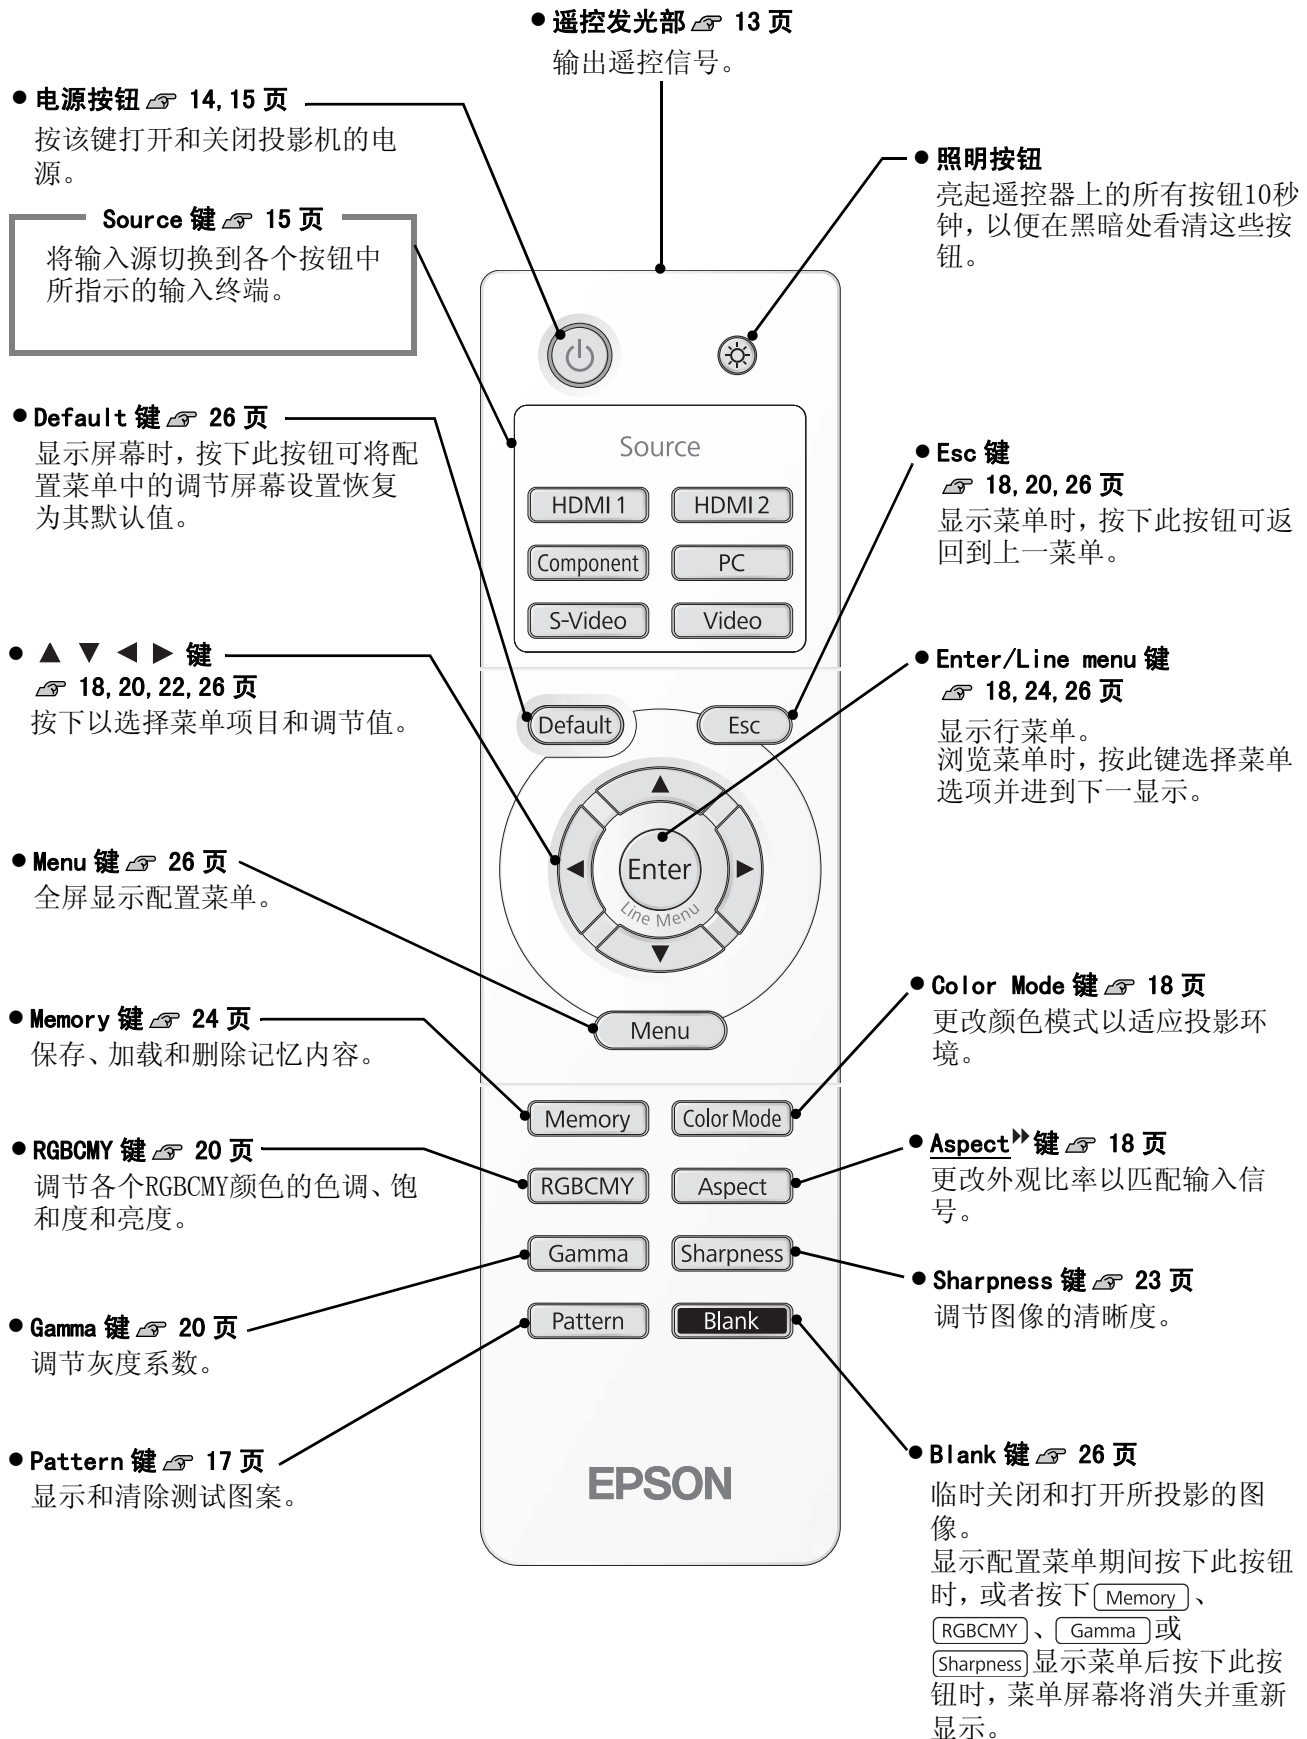 ●遥控发光部 ☞ 13 页
输出遥控信号。
●电源按钮 ☞ 14,15 页
按该键打开和关闭投影机的电
源。
Source 键 ☞ 15 页
将输入源切换到各个按钮中
所指示的输入终端。
●Default 键 ☞ 26 页
显示屏幕时，按下此按钮可将配
置菜单中的调节屏幕设置恢复
为其默认值。
● ▲ ▼ ◀ ▶ 键
☞ 18,20,22,26 页
按下以选择菜单项目和调节值。
●Menu 键 ☞ 26 页
全屏显示配置菜单。
●Memory 键 ☞ 24 页
保存、加载和删除记忆内容。
●RGBCMY 键 ☞ 20 页
调节各个RGBCMY颜色的色调、饱
和度和亮度。
●Gamma 键 ☞ 20 页
调节灰度系数。
●Pattern 键 ☞ 17 页
显示和清除测试图案。
Source
HDMI 1 HDMI 2
Component PC
S-Video Video
Default Esc
▲
◀ Enter ▶
Line Menu
▼
Menu
Memory Color Mode
RGBCMY Aspect
Gamma Sharpness
Pattern Blank
EPSON
●照明按钮
亮起遥控器上的所有按钮10秒
钟，以便在黑暗处看清这些按
钮。
●Esc 键
☞ 18,20,26 页
显示菜单时，按下此按钮可返
回到上一菜单。
●Enter/Line menu 键
☞ 18,24,26 页
显示行菜单。
浏览菜单时，按此键选择菜单
选项并进到下一显示。
●Color Mode 键 ☞ 18 页
更改颜色模式以适应投影环
境。
●Aspect▶▶键 ☞ 18 页
更改外观比率以匹配输入信
号。
●Sharpness 键 ☞ 23 页
调节图像的清晰度。
●Blank 键 ☞ 26 页
临时关闭和打开所投影的图
像。
显示配置菜单期间按下此按钮
时，或者按下Memory、
RGBCMY、Gamma或
Sharpness显示菜单后按下此按
钮时，菜单屏幕将消失并重新
显示。